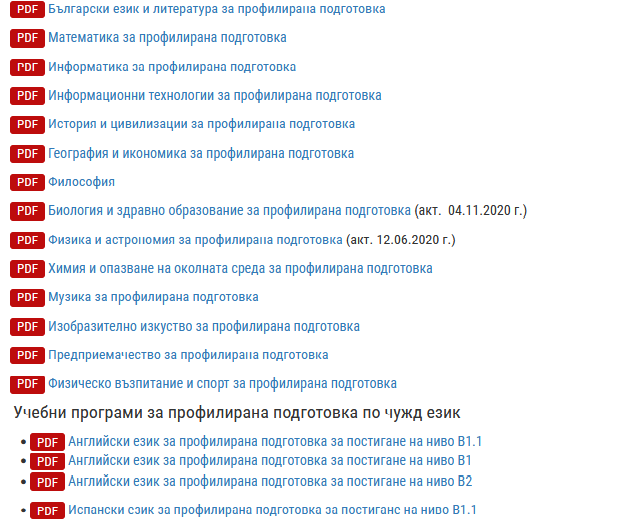 PDF Български език и литература за профилирана подготовка
PDF Математика за профилирана подготовка
PDF Информатика за профилирана подготовка
PDF Информационни технологии за профилирана подготовка
PDF История и цивилизации за профилирана подготовка
PDF География и икономика за профилирана подготовка
PDF Философия
PDF Биология и здравно образование за профилирана подготовка (акт. 04.11.2020 г.)
PDF Физика и астрономия за профилирана подготовка (акт. 12.06.2020 г.)
PDF Химия и опазване на околната среда за профилирана подготовка
PDF Музика за профилирана подготовка
PDF Изобразително изкуство за профилирана подготовка
PDF Предприемачество за профилирана подготовка
PDF Физическо възпитание и спорт за профилирана подготовка
Учебни програми за профилирана подготовка по чужд език
• PDF Английски език за профилирана подготовка за постигане на ниво B1.1
• PDF Английски език за профилирана подготовка за постигане на ниво B1
• PDF Английски език за профилирана подготовка за постигане на ниво B2
• PDF Испански език за профилирана подготовка за постигане на ниво B1.1